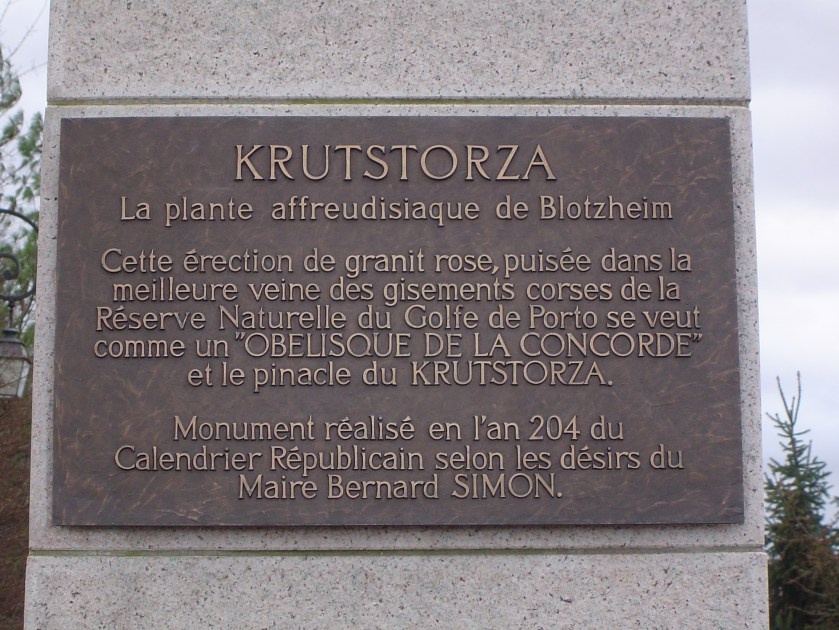 KRUTSTORZA
La plante affreudisiaque de Blotzheim
Cette érection de granit rose, puisée dans la
meilleure veine des gisements corses de la
Réserve Naturelle du Golfe de Porto se veut
comme un "OBELISQUE DE LA CONCORDE"
et le pinacle du KRUTSTORZA.
Monument réalisé en l'an 204 du
Calendrier Républicain selon les désirs du
Maire Bernard SIMON.